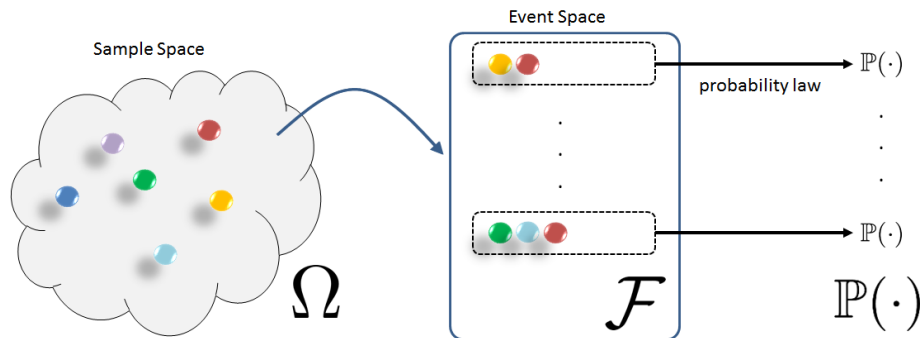 Sample Space
Ω
Event Space
.
.
.
ℱ
probability law
ℙ(·)
.
.
.
ℙ(·)
ℙ(·)